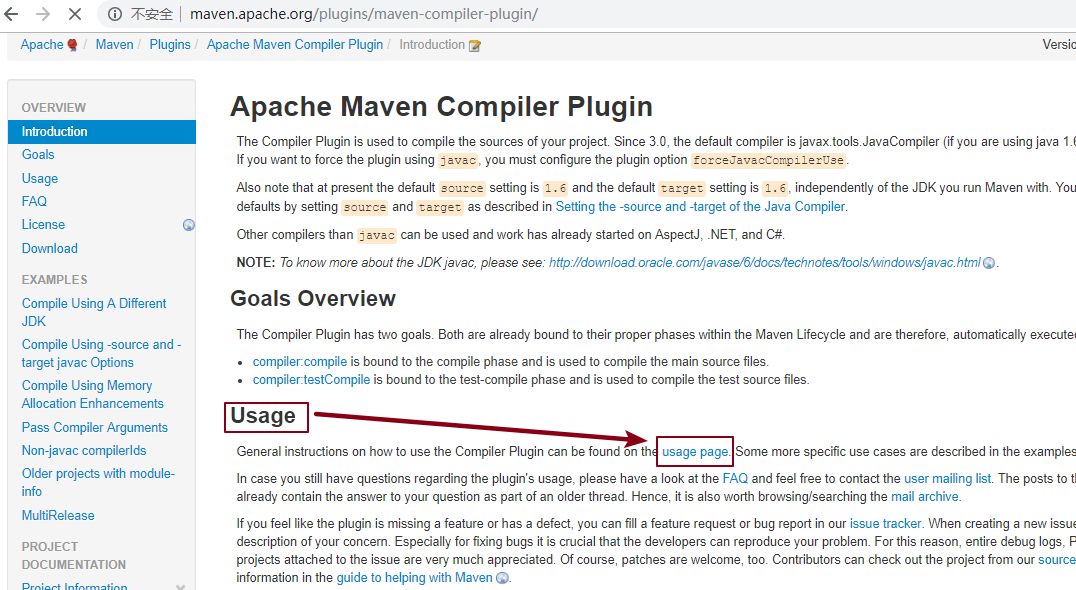 不安全 | maven.apache.org/plugins/maven-compiler-plugin/
Apache / Maven / Plugins / Apache Maven Compiler Plugin / Introduction
OVERVIEW
Introduction
Goals
Usage
FAQ
License
Download
EXAMPLES
Compile Using A Different
JDK
Compile Using -source and -
target javac Options
Compile Using Memory
Allocation Enhancements
Pass Compiler Arguments
Non-javac compilerIds
Older projects with module-
info
MultiRelease
PROJECT
DOCUMENTATION
Project Information
Apache Maven Compiler Plugin
The Compiler Plugin is used to compile the sources of your project. Since 3.0, the default compiler is javax.tools.JavaCompiler (if you are using java 1.6
If you want to force the plugin using javac, you must configure the plugin option forceJavacCompilerUse.
Also note that at present the default source setting is 1.6 and the default target setting is 1.6, independently of the JDK you run Maven with. You
defaults by setting source and target as described in Setting the -source and -target of the Java Compiler.
Other compilers than javac can be used and work has already started on AspectJ, .NET, and C#.
NOTE: To know more about the JDK javac, please see: http://download.oracle.com/javase/6/docs/technotes/tools/windows/javac.html.
Goals Overview
The Compiler Plugin has two goals. Both are already bound to their proper phases within the Maven Lifecycle and are therefore, automatically execute
• compiler:compile is bound to the compile phase and is used to compile the main source files.
• compiler:testCompile is bound to the test-compile phase and is used to compile the test source files.
Usage
General instructions on how to use the Compiler Plugin can be found on the usage page. Some more specific use cases are described in the examples
In case you still have questions regarding the plugin's usage, please have a look at the FAQ and feel free to contact the user mailing list. The posts to t
already contain the answer to your question as part of an older thread. Hence, it is also worth browsing/searching the mail archive.
If you feel like the plugin is missing a feature or has a defect, you can fill a feature request or bug report in our issue tracker. When creating a new issue
description of your concern. Especially for fixing bugs it is crucial that the developers can reproduce your problem. For this reason, entire debug logs, P
projects attached to the issue are very much appreciated. Of course, patches are welcome, too. Contributors can check out the project from our source
information in the guide to helping with Maven.